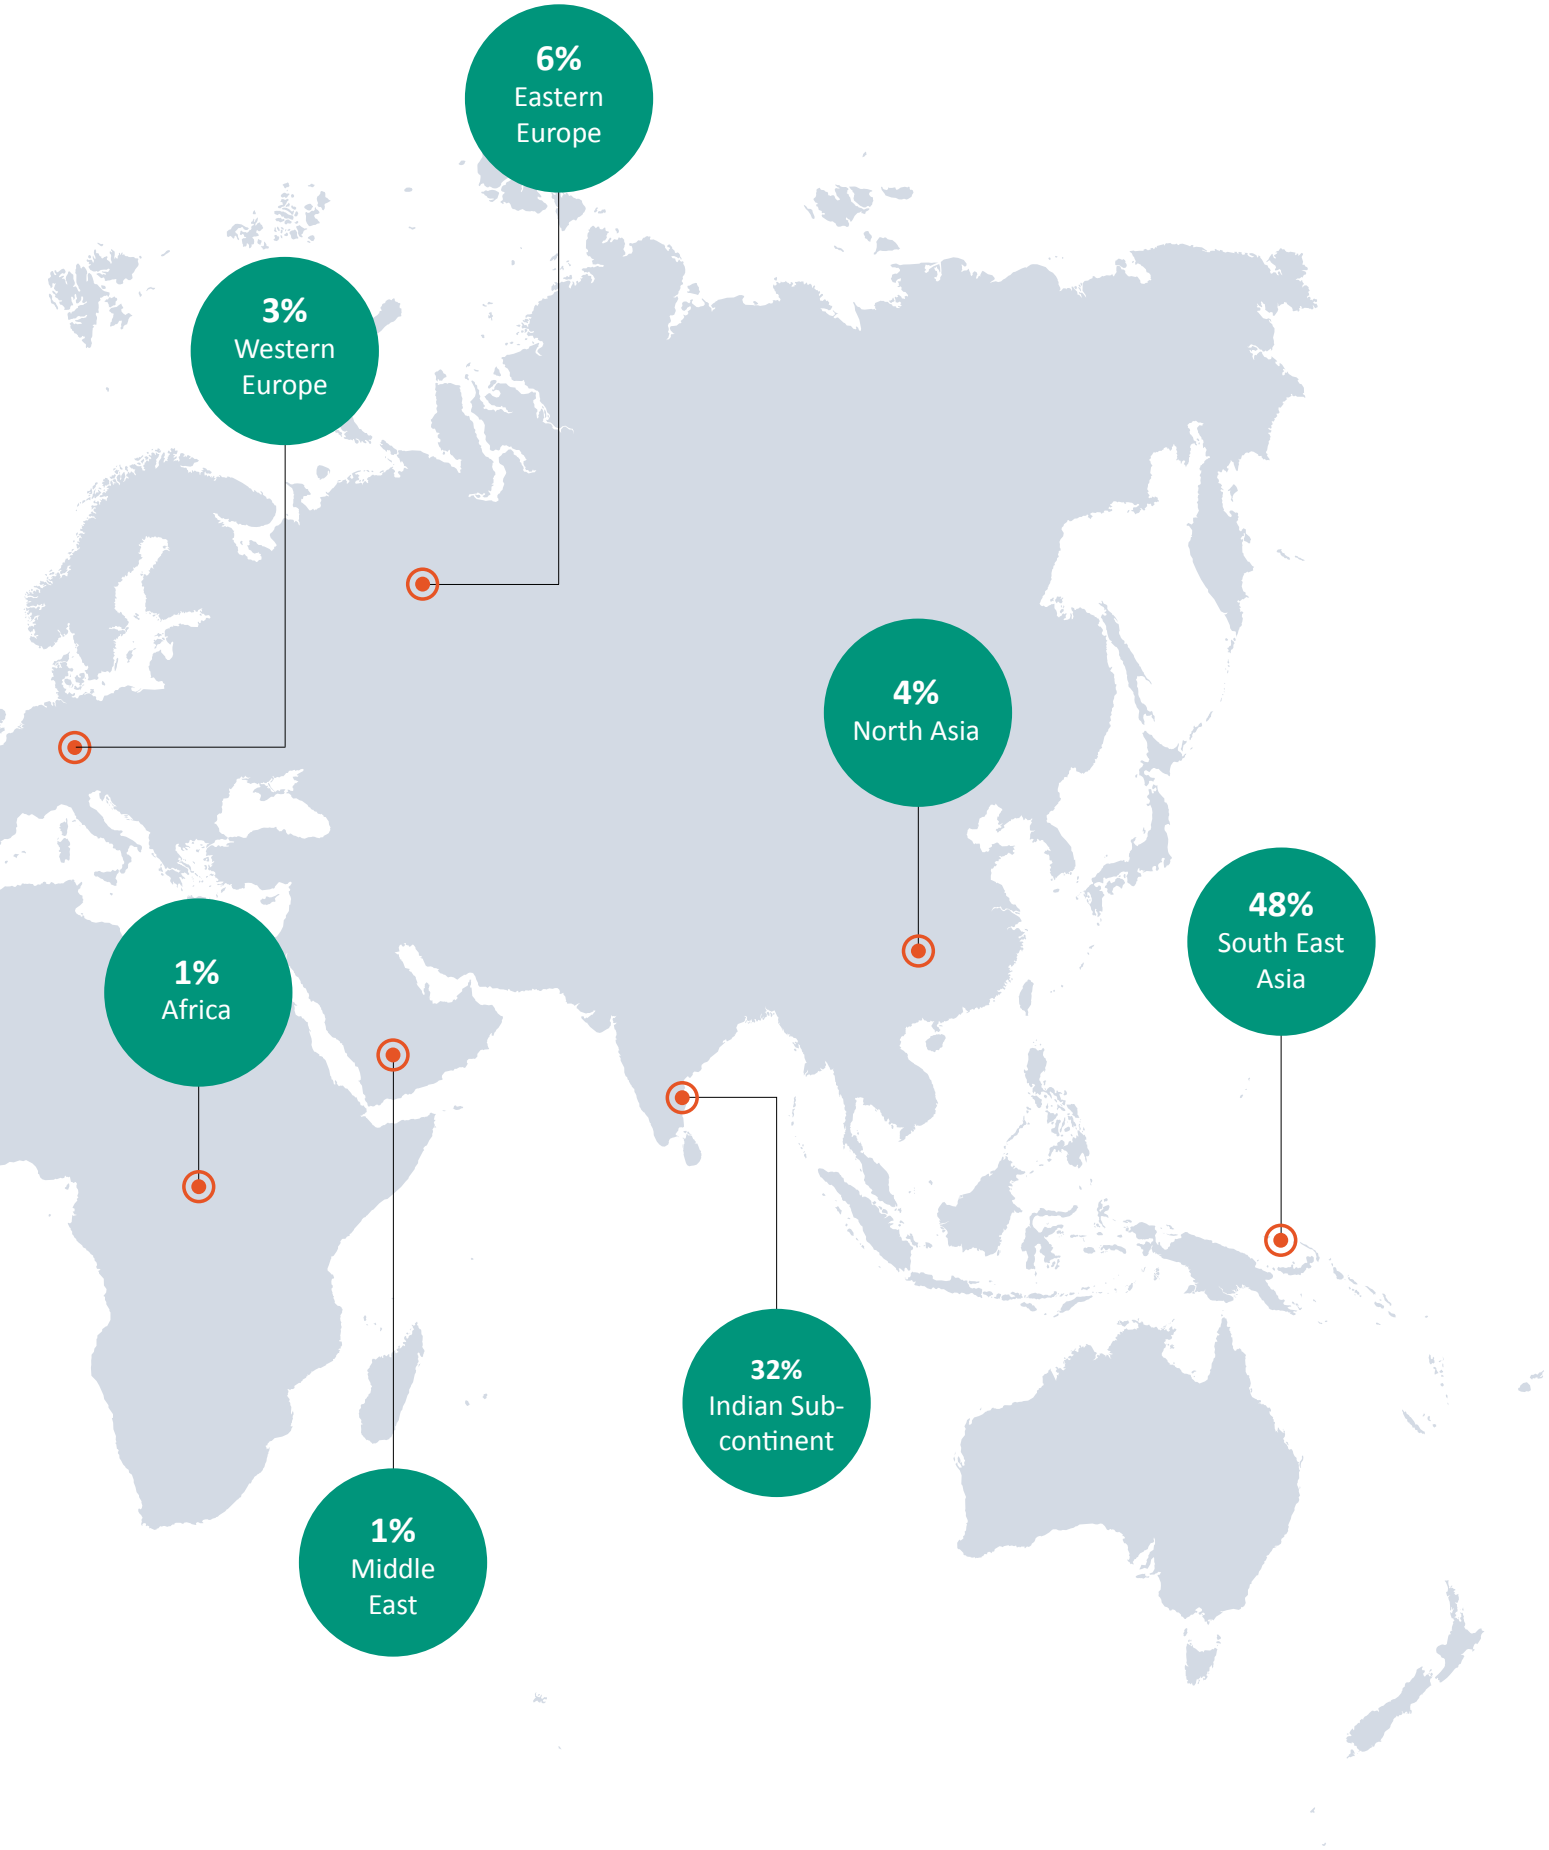 6%
Eastern
Europe
3%
Western
Europe
4%
North Asia
48%
South East
Asia
1%
Africa
32%
Indian Sub-
continent
1%
Middle
East